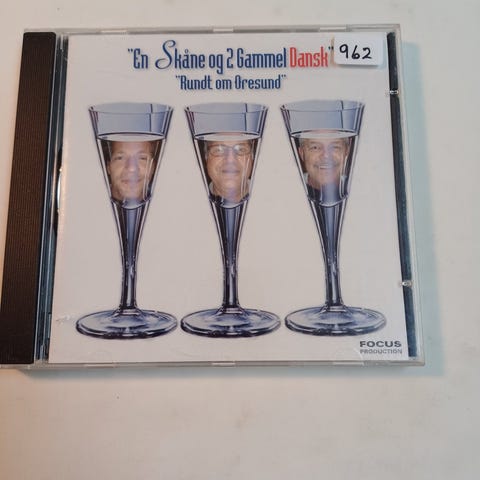 "En Skåne og 2 Gammel Dansk"
"Rundt om Øresund"
962
FOCUS
PRODUCTION